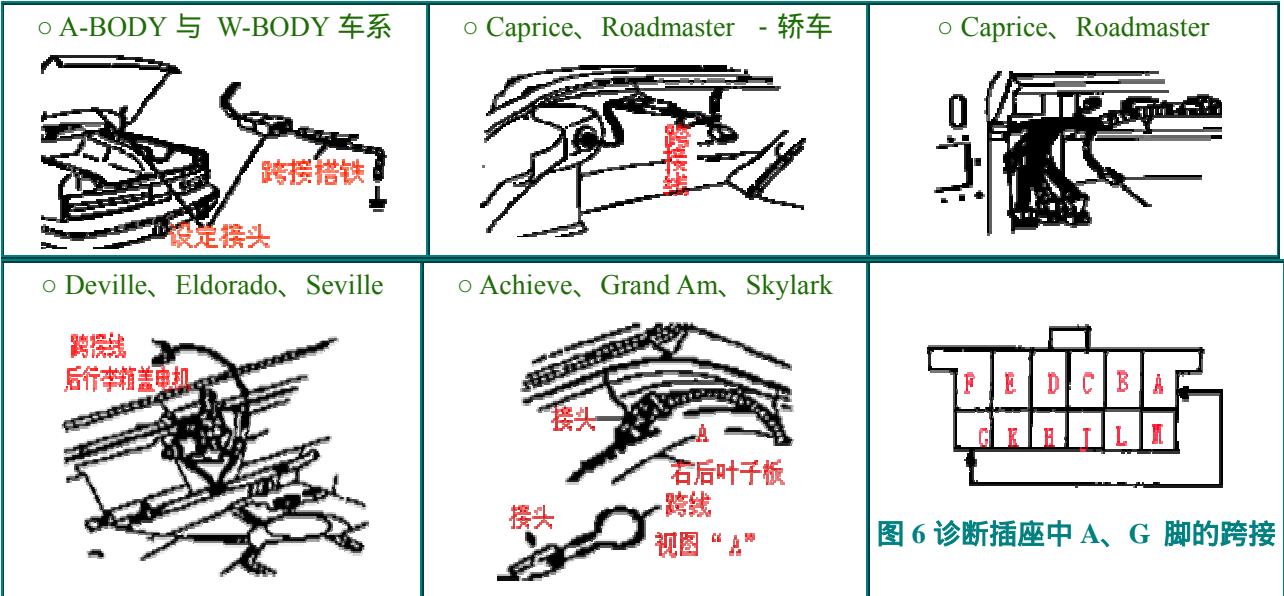 ○ A-BODY 与 W-BODY 车系
跨接搭铁
设定接头
○ Caprice、Roadmaster - 轿车
跨接线
○ Caprice、Roadmaster
○ Deville、Eldorado、Seville
跨接线
后行李箱盖电机
○ Achieve、Grand Am、Skylark
接头
A
右后叶子板
跨线
接头
视图“A”
F E D C B A
G K H J L M
图 6 诊断插座中 A、G 脚的跨接